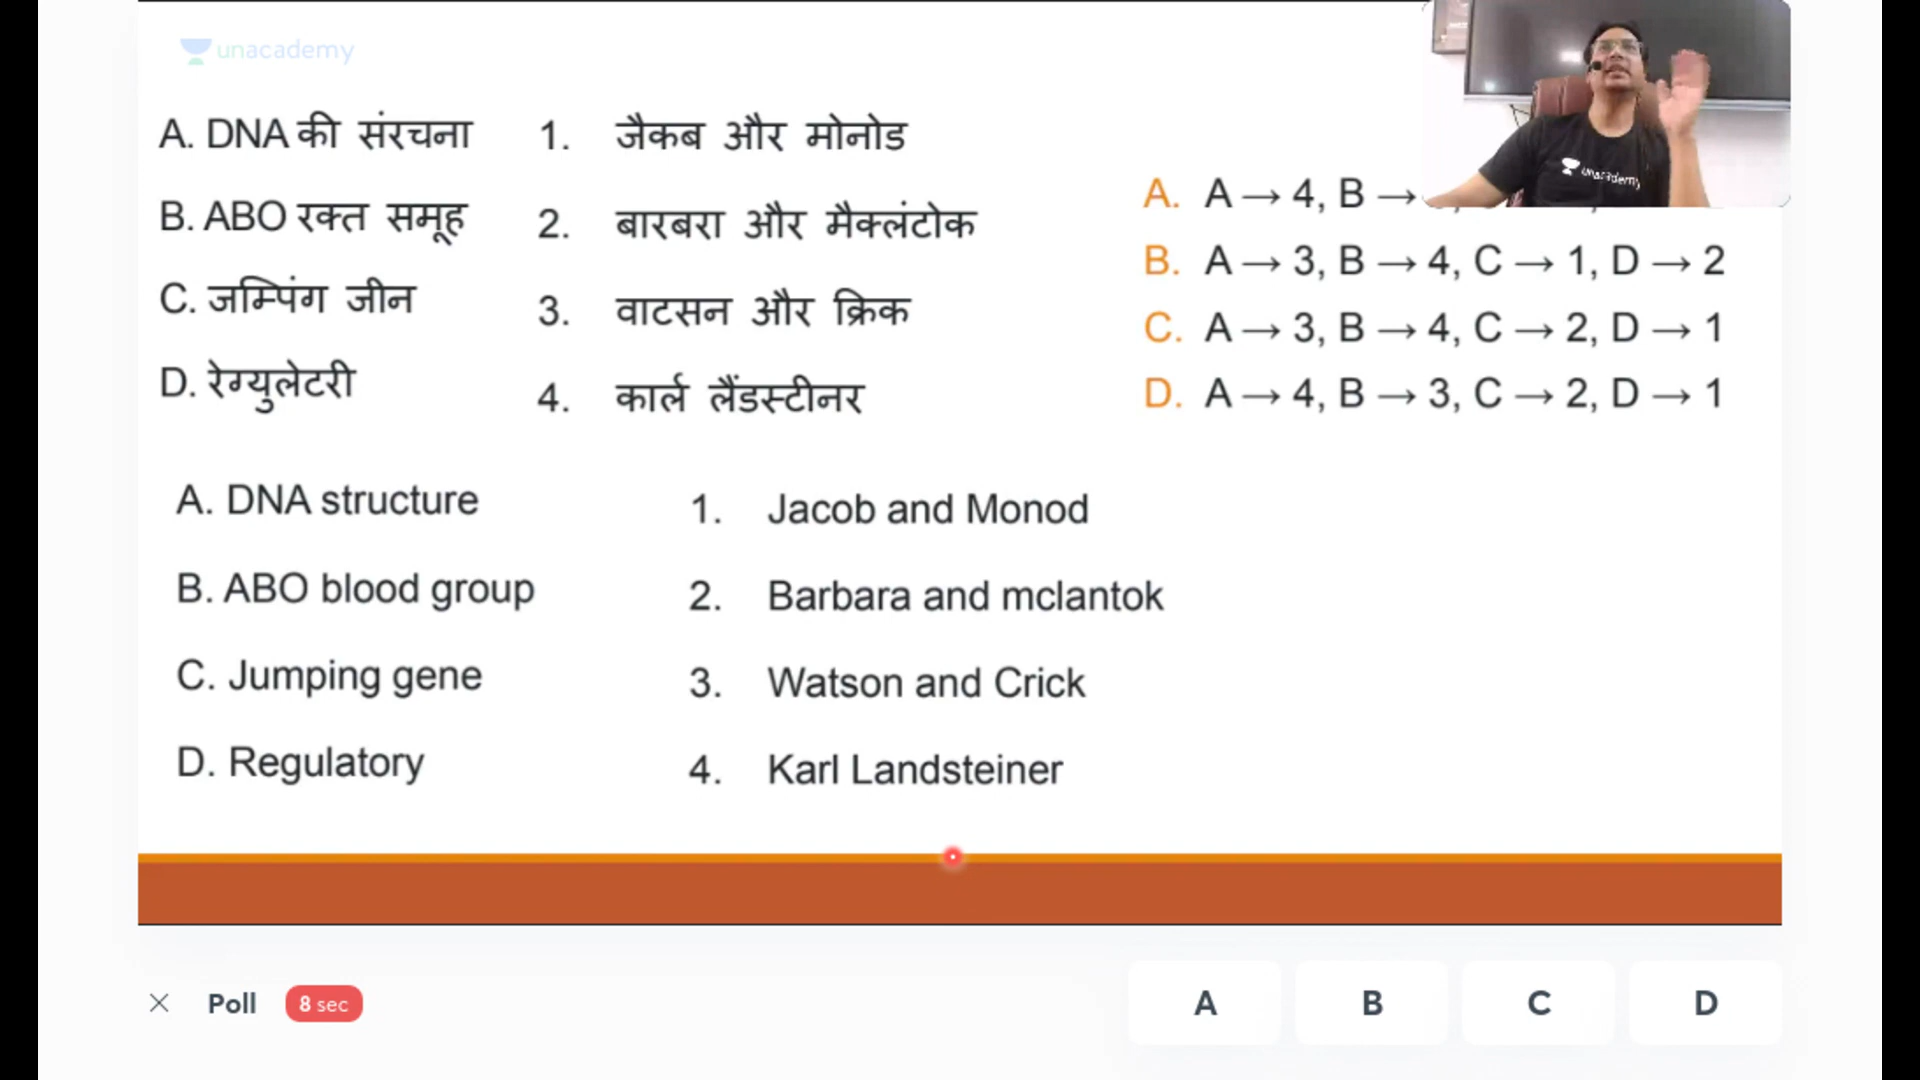 unacademy
A. DNA की संरचना 1. जैकब और मोनोड
B. ABO रक्त समूह 2. बारबरा और मैक्लंटोक
C. जम्पिंग जीन 3. वाटसन और क्रिक
D. रेग्युलेटरी 4. कार्ल लैंडस्टीनर
A. A → 4, B →
B. A → 3, B → 4, C → 1, D → 2
C. A → 3, B → 4, C → 2, D → 1
D. A → 4, B → 3, C → 2, D → 1
unacademy
A. DNA structure 1. Jacob and Monod
B. ABO blood group 2. Barbara and mclantok
C. Jumping gene 3. Watson and Crick
D. Regulatory 4. Karl Landsteiner
Poll 8 sec A B C D